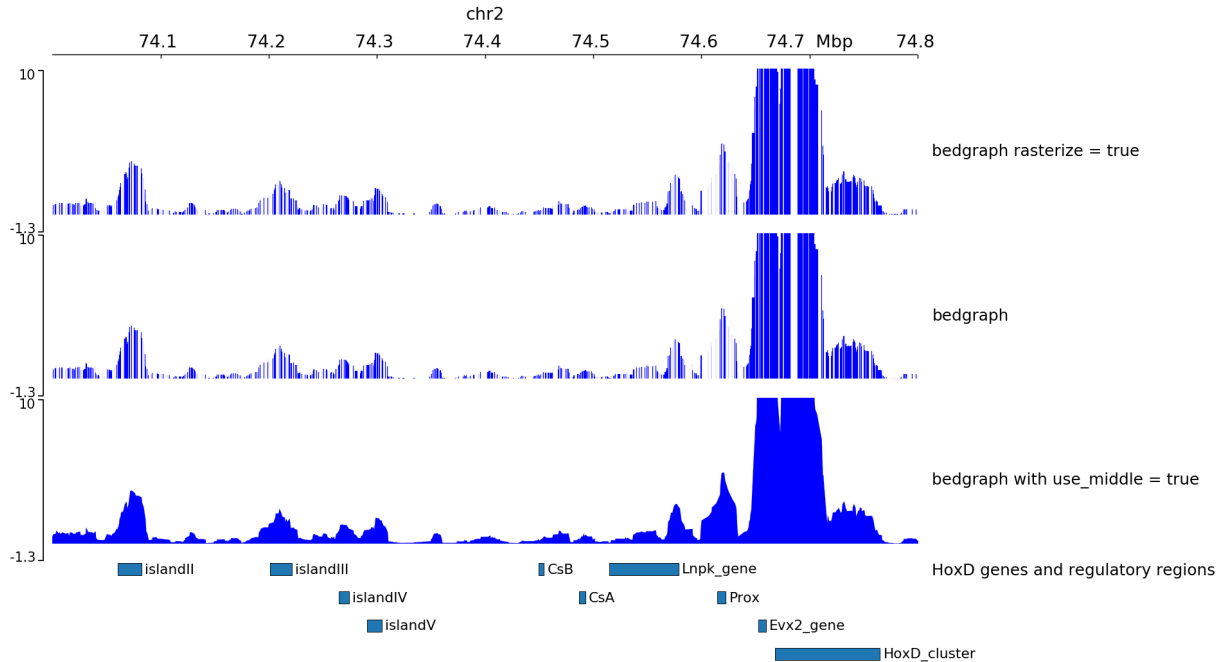 chr2
74.1 74.2 74.3 74.4 74.5 74.6 74.7 Mbp 74.8
10
bedgraph rasterize = true
-1.3
10
bedgraph
-1.3
10
bedgraph with use_middle = true
-1.3
islandII islandIII CsB Lnpk_gene HoxD genes and regulatory regions
islandIV CsA Prox
islandV Evx2_gene
HoxD_cluster